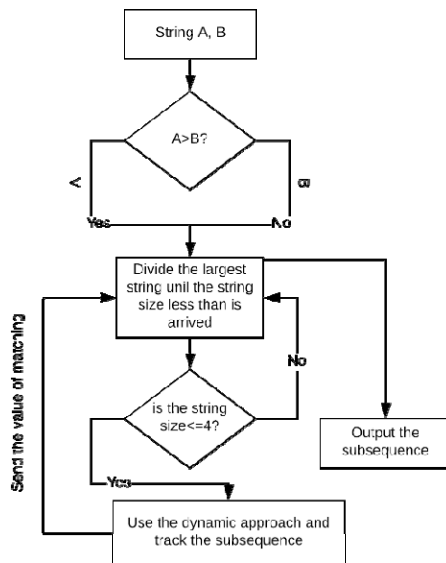 String A, B
A>B?
A
B
Yes
No
Divide the largest
string unil the string
size less than is
arrived
Send the value of matching
No
is the string
size<=4?
Output the
subsequence
Yes
Use the dynamic approach and
track the subsequence